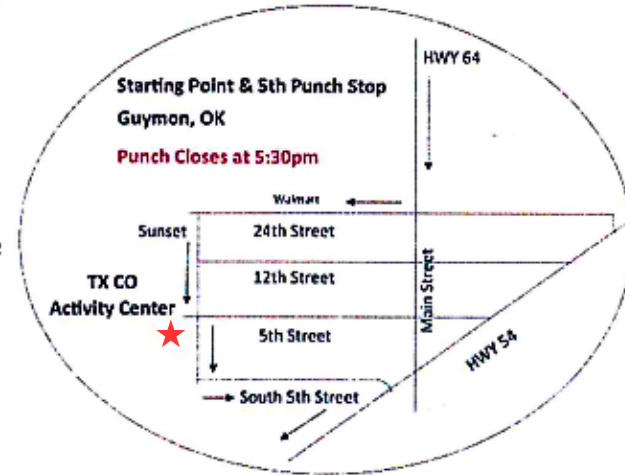 HWY 64
Starting Point & 5th Punch Stop
Guymon, OK
Punch Closes at 5:30pm
Walmart
Sunset
24th Street
12th Street
TX CO
Activity Center
Main Street
5th Street
HWY 54
South 5th Street